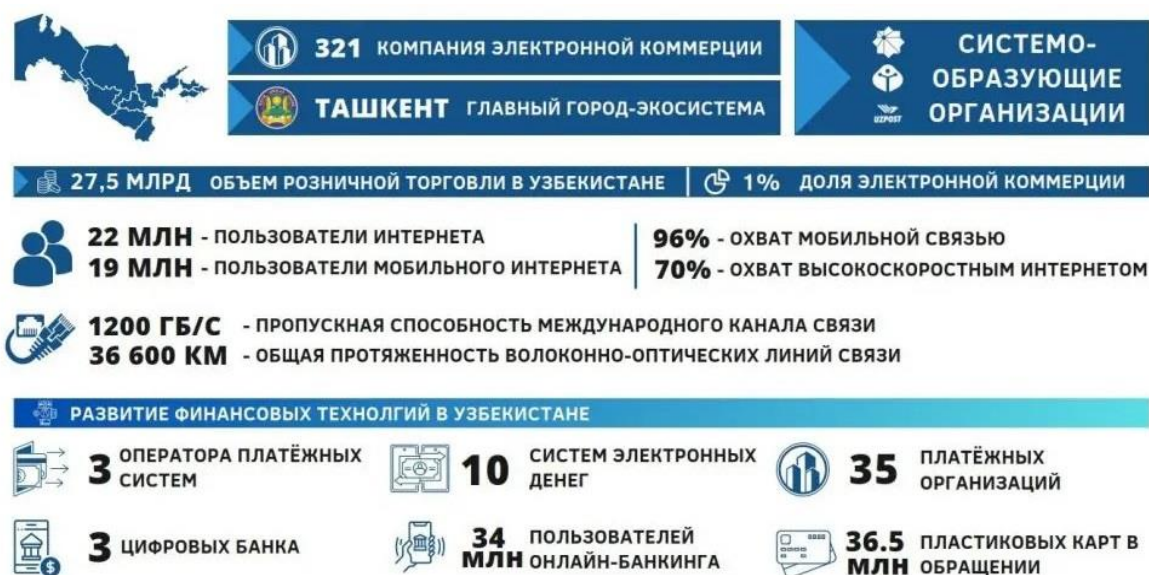 321 КОМПАНИЯ ЭЛЕКТРОННОЙ КОММЕРЦИИ
ТАШКЕНТ ГЛАВНЫЙ ГОРОД-ЭКОСИСТЕМА
UZPOST
СИСТЕМО-
ОБРАЗУЮЩИЕ
ОРГАНИЗАЦИИ
27,5 МЛРД ОБЪЕМ РОЗНИЧНОЙ ТОРГОВЛИ В УЗБЕКИСТАНЕ
1% ДОЛЯ ЭЛЕКТРОННОЙ КОММЕРЦИИ
22 МЛН - ПОЛЬЗОВАТЕЛИ ИНТЕРНЕТА
19 МЛН - ПОЛЬЗОВАТЕЛИ МОБИЛЬНОГО ИНТЕРНЕТА
96% - ОХВАТ МОБИЛЬНОЙ СВЯЗЬЮ
70% - ОХВАТ ВЫСОКОСКОРОСТНЫМ ИНТЕРНЕТОМ
1200 ГБ/С - ПРОПУСКНАЯ СПОСОБНОСТЬ МЕЖДУНАРОДНОГО КАНАЛА СВЯЗИ
36 600 КМ - ОБЩАЯ ПРОТЯЖЕННОСТЬ ВОЛОКОННО-ОПТИЧЕСКИХ ЛИНИЙ СВЯЗИ
РАЗВИТИЕ ФИНАНСОВЫХ ТЕХНОЛГИЙ В УЗБЕКИСТАНЕ
3 ОПЕРАТОРА ПЛАТЁЖНЫХ
СИСТЕМ
10 СИСТЕМ ЭЛЕКТРОННЫХ
ДЕНЕГ
35 ПЛАТЁЖНЫХ
ОРГАНИЗАЦИЙ
3 ЦИФРОВЫХ БАНКА
34 МЛН ПОЛЬЗОВАТЕЛЕЙ
ОНЛАЙН-БАНКИНГА
36.5 МЛН ПЛАСТИКОВЫХ КАРТ В
ОБРАЩЕНИИ